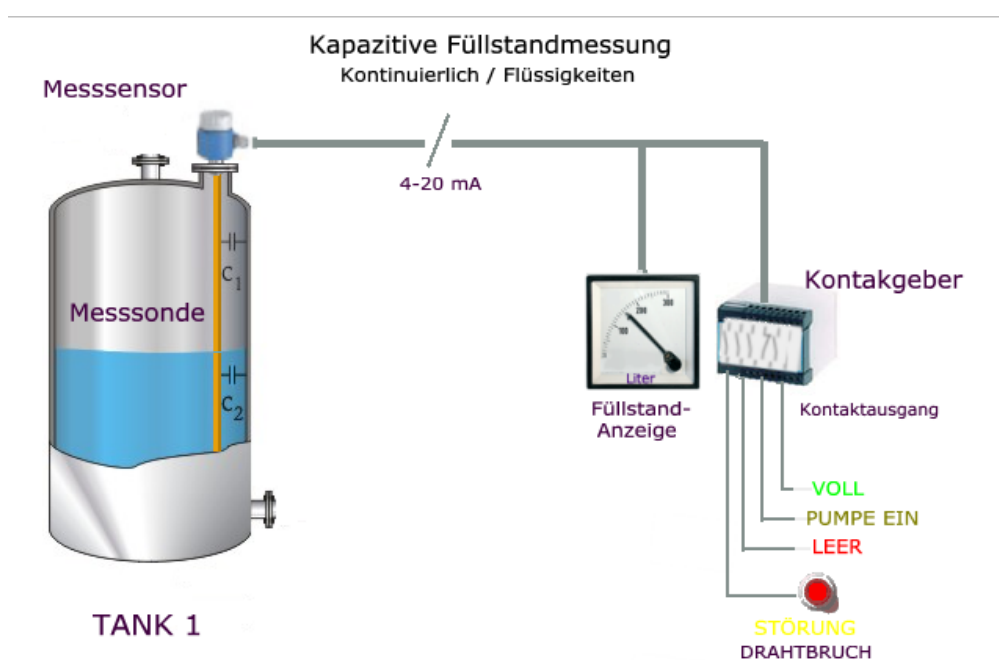 Kapazitive Füllstandmessung
Kontinuierlich / Flüssigkeiten
Messsensor
4-20 mA
C1
Messsonde
C2
TANK 1
100
200
300
Liter
Füllstand-
Anzeige
Kontakgeber
Kontaktausgang
VOLL
PUMPE EIN
LEER
STÖRUNG
DRAHTBRUCH